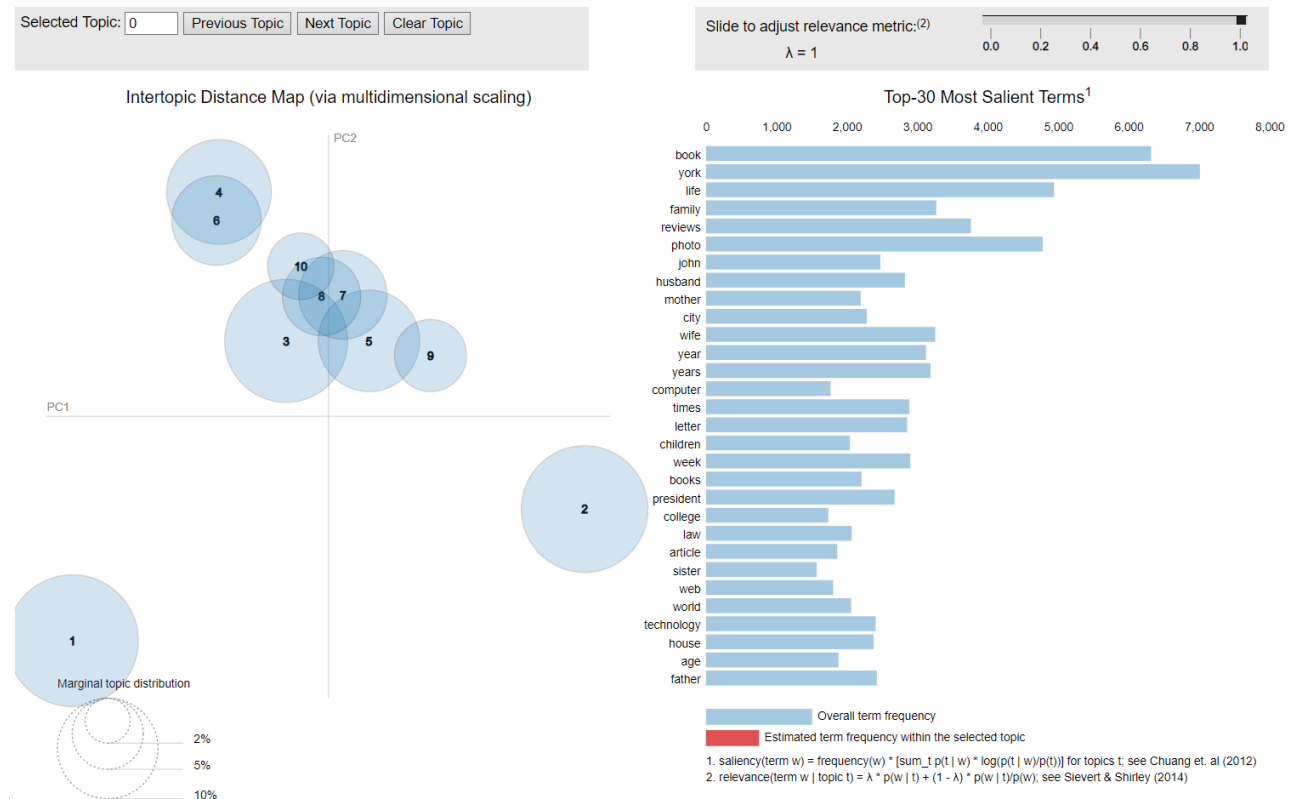 Selected Topic: 0 Previous Topic Next Topic Clear Topic
Slide to adjust relevance metric:(2)
λ = 1
0.0 0.2 0.4 0.6 0.8 1.0
Intertopic Distance Map (via multidimensional scaling)
PC2
PC1
4
6
10
8
7
3
5
9
2
1
Marginal topic distribution
2%
5%
10%
Top-30 Most Salient Terms1
0 1,000 2,000 3,000 4,000 5,000 6,000 7,000 8,000
book
york
life
family
reviews
photo
john
husband
mother
city
wife
year
years
computer
times
letter
children
week
books
president
college
law
article
sister
web
world
technology
house
age
father
Overall term frequency
Estimated term frequency within the selected topic
1. saliency(term w) = frequency(w) * [sum_t p(t | w) * log(p(t | w)/p(t))] for topics t; see Chuang et. al (2012)
2. relevance(term w | topic t) = λ * p(w | t) + (1 - λ) * p(w | t)/p(w); see Sievert & Shirley (2014)